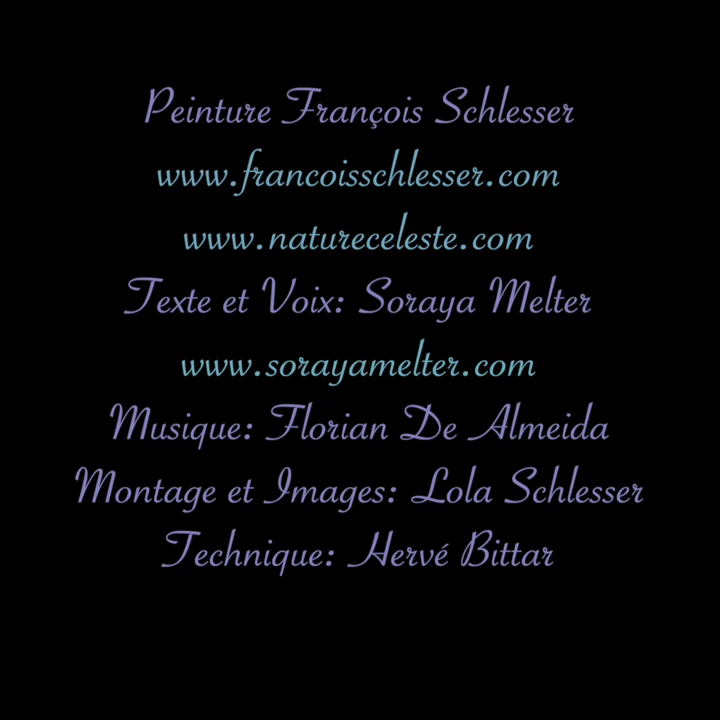 Peinture François Schlesser
www.francoisschlesser.com
www.natureceleste.com
Texte et Voix: Soraya Melter
www.sorayamelter.com
Musique: Florian De Almeida
Montage et Images: Lola Schlesser
Technique: Hervé Bittar